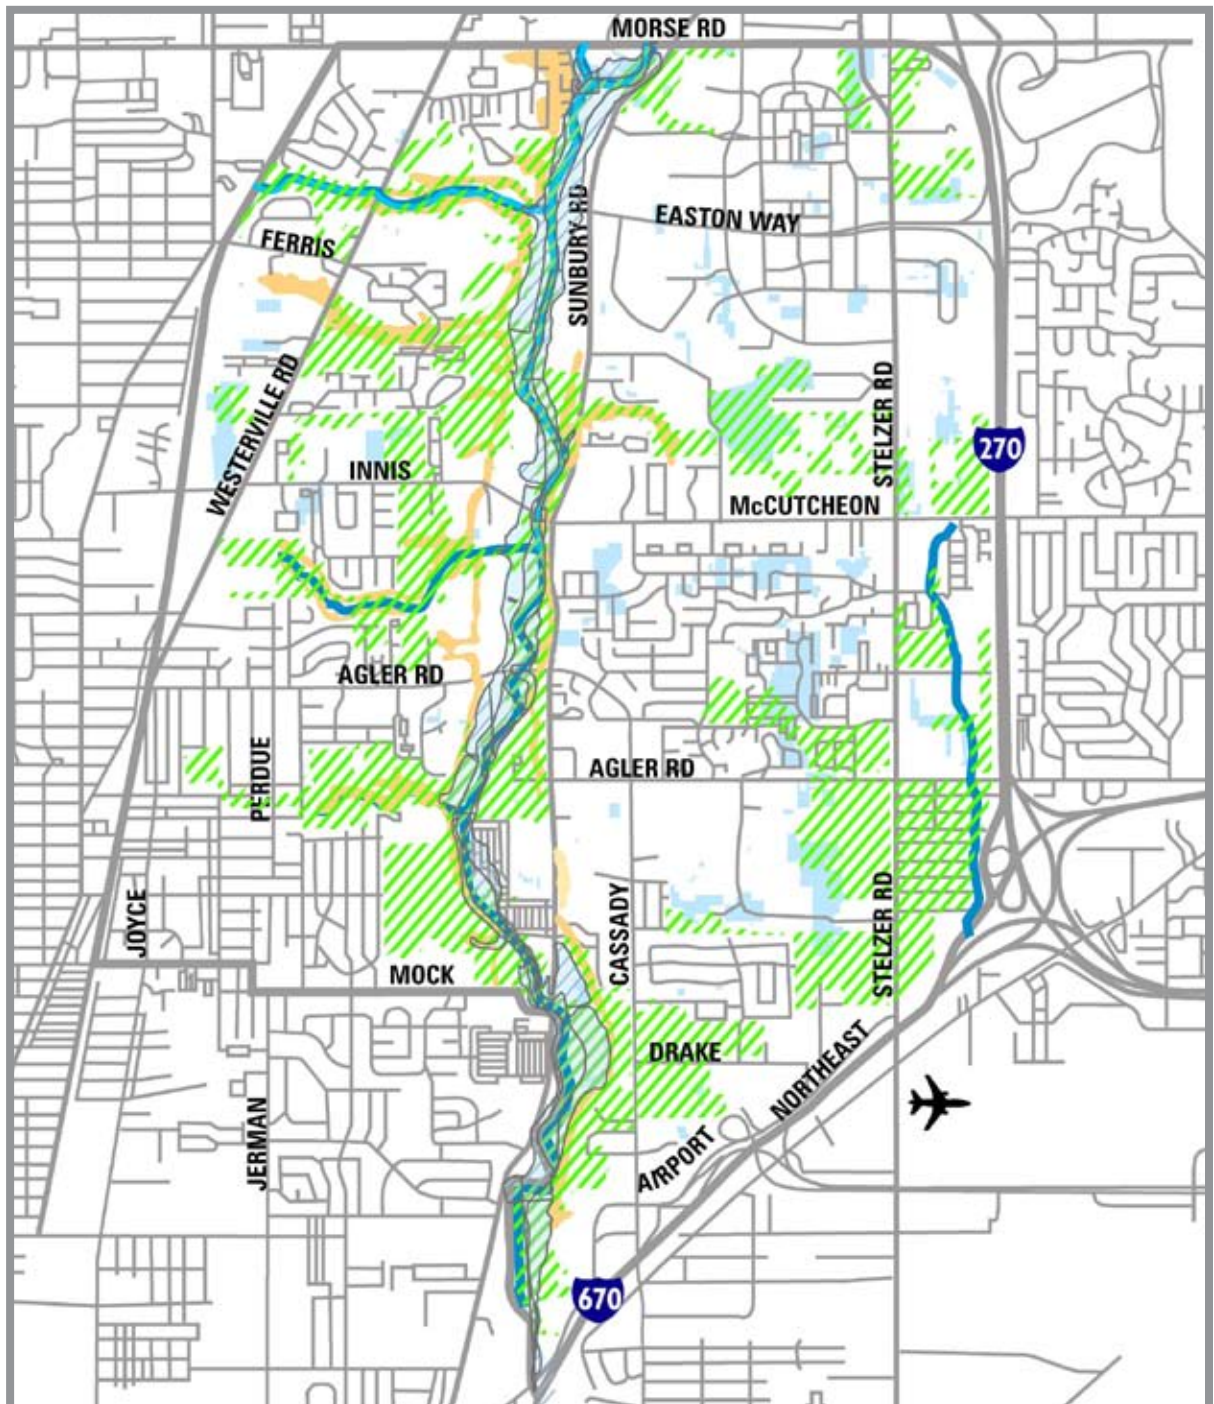 MORSE RD
SUNBURY RD
EASTON WAY
FERRIS
WESTERVILLE RD
STELZER RD
270
INNIS
McCUTCHEON
AGLER RD
PERDUE
AGLER RD
JOYCE
CASSADY
STELZER RD
MOCK
DRAKE
NORTHEAST
JERMAN
AIRPORT
670